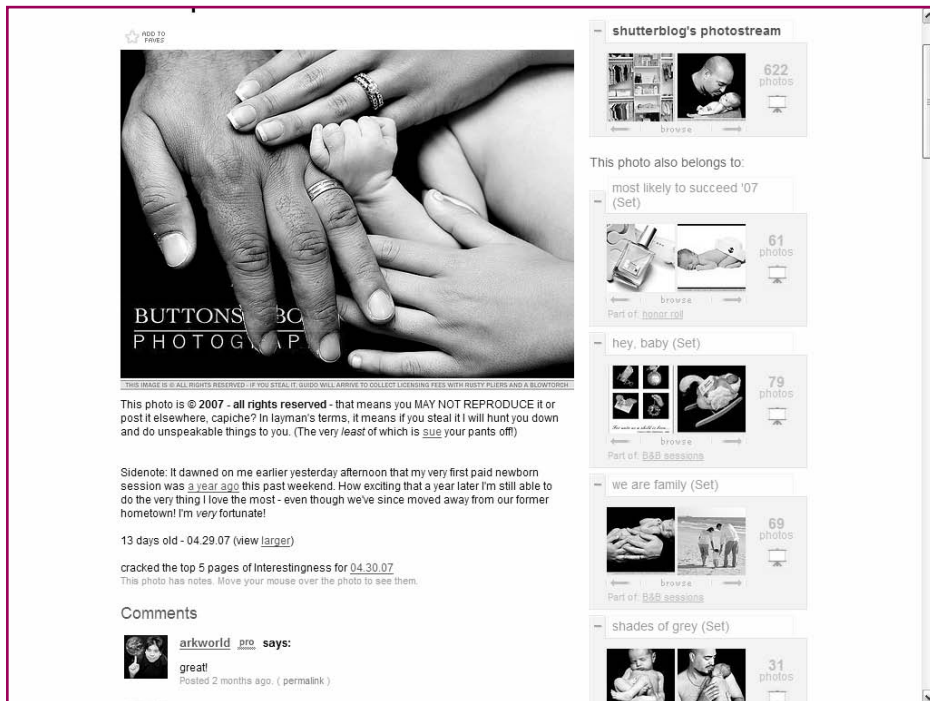 ADD TO
FAVES
BUTTONS BO
PHOTOGRAP
THIS IMAGE IS © ALL RIGHTS RESERVED - IF YOU STEAL IT, GUIDO WILL ARRIVE TO COLLECT LICENSING FEES WITH RUSTY PLIERS AND A BLOWTORCH
This photo is © 2007 - all rights reserved - that means you MAY NOT REPRODUCE it or
post it elsewhere, capiche? In layman's terms, it means if you steal it I will hunt you down
and do unspeakable things to you. (The very least of which is sue your pants off!)
Sidenote: It dawned on me earlier yesterday afternoon that my very first paid newborn
session was a year ago this past weekend. How exciting that a year later I'm still able to
do the very thing I love the most - even though we've since moved away from our former
hometown! I'm very fortunate!
13 days old - 04.29.07 (view larger)
cracked the top 5 pages of Interestingness for 04.30.07
This photo has notes. Move your mouse over the photo to see them.
Comments
arkworld pro says:
great!
Posted 2 months ago. ( permalink )
shutterblog's photostream
622
photos
browse
This photo also belongs to:
most likely to succeed '07
(Set)
61
photos
browse
Part of: honor roll
hey, baby (Set)
79
photos
browse
Part of: B&B sessions
we are family (Set)
69
photos
browse
Part of: B&B sessions
shades of grey (Set)
31
photos